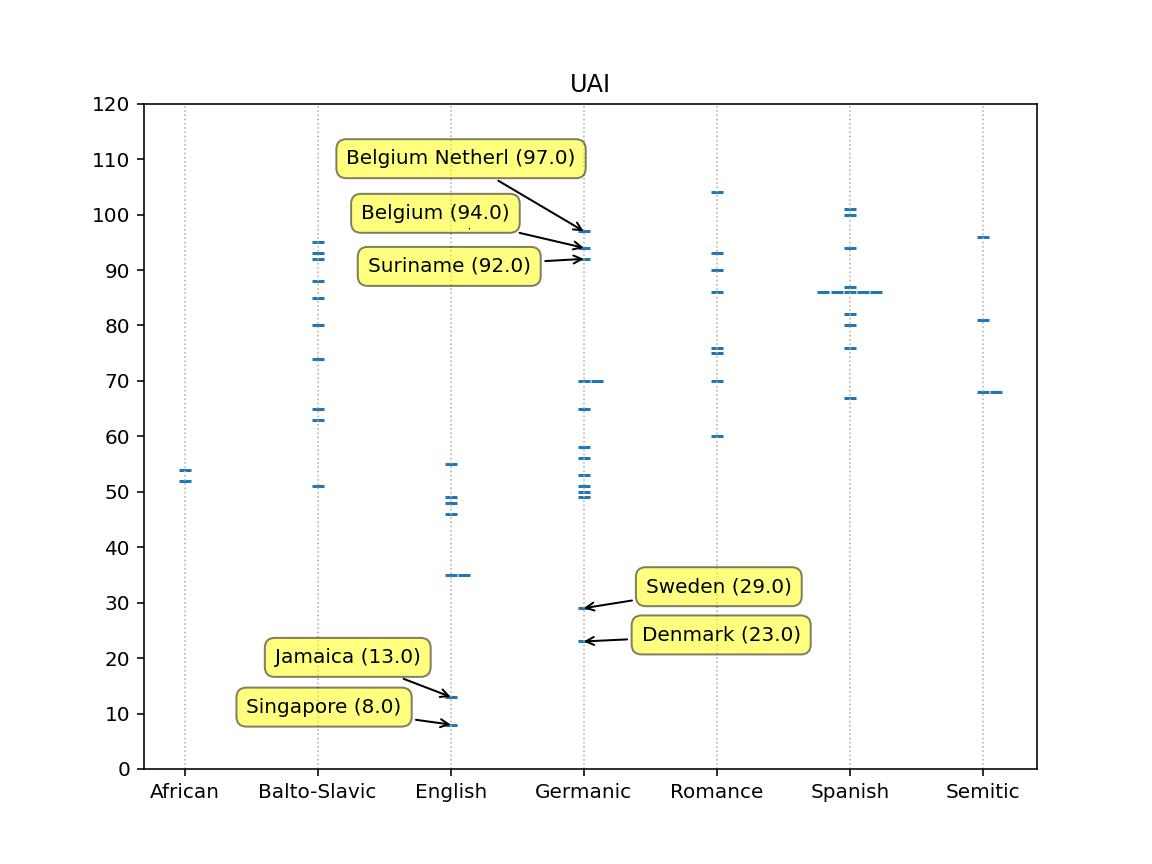 UAI
120
110
100
90
80
70
60
50
40
30
20
10
0
Belgium Netherl (97.0)
Belgium (94.0)
Suriname (92.0)
Sweden (29.0)
Denmark (23.0)
Jamaica (13.0)
Singapore (8.0)
African Balto-Slavic English Germanic Romance Spanish Semitic